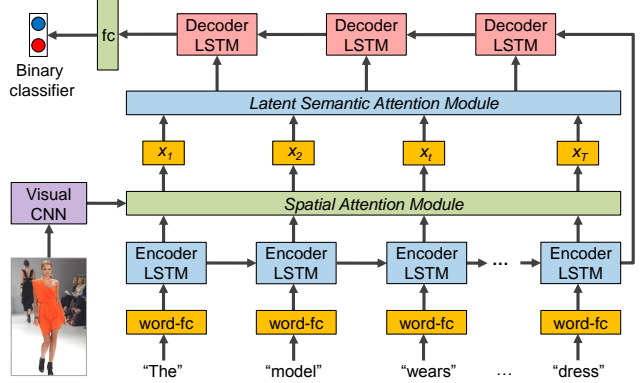 Decoder
LSTM
Decoder
LSTM
Decoder
LSTM
fc
Binary
classifier
Latent Semantic Attention Module
x1
x2
xt
xT
Visual
CNN
Spatial Attention Module
Encoder
LSTM
Encoder
LSTM
Encoder
LSTM
...
Encoder
LSTM
word-fc
word-fc
word-fc
word-fc
“The”
“model”
“wears”
...
“dress”